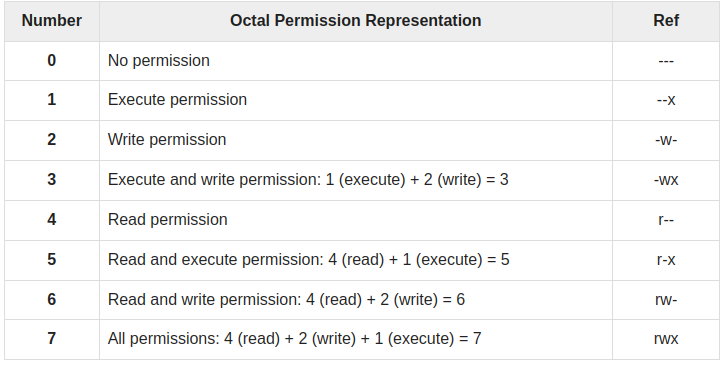 Number Octal Permission Representation Ref
0 No permission ---
1 Execute permission --x
2 Write permission -w-
3 Execute and write permission: 1 (execute) + 2 (write) = 3 -wx
4 Read permission r--
5 Read and execute permission: 4 (read) + 1 (execute) = 5 r-x
6 Read and write permission: 4 (read) + 2 (write) = 6 rw-
7 All permissions: 4 (read) + 2 (write) + 1 (execute) = 7 rwx